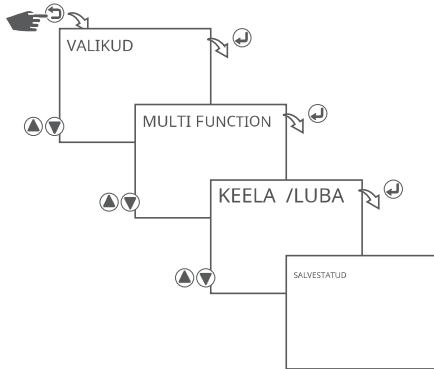 VALIKUD
MULTI FUNCTION
KEELA /LUBA
SALVESTATUD